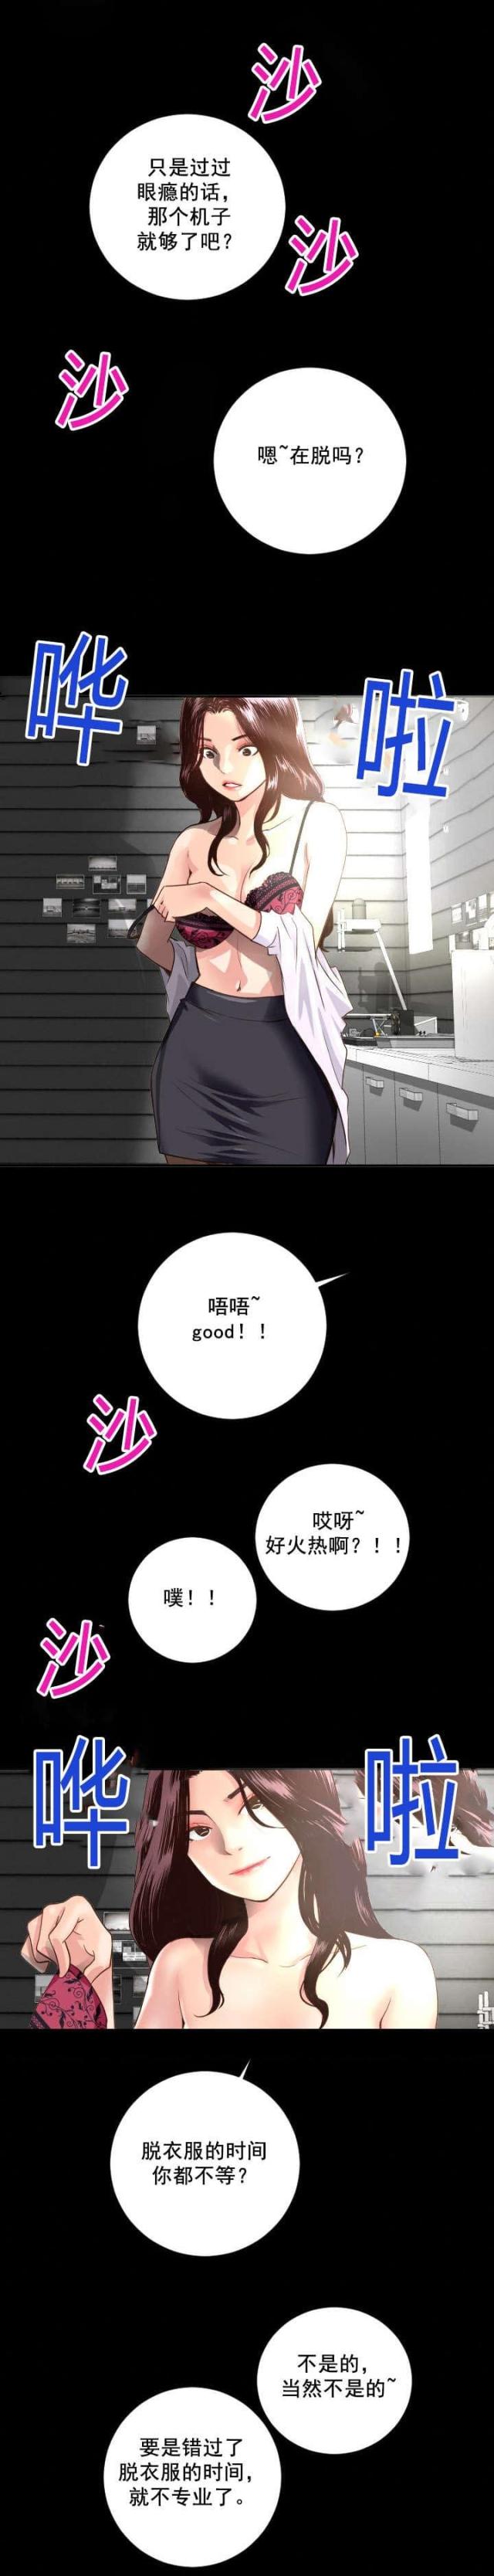 沙
只是过过
眼瘾的话，
那个机子
就够了吧？
沙
沙
嗯~在脱吗？
哗
啦
唔唔~
good！！
沙
哎呀~
好火热啊？！！
噗！！
沙
哗
啦
脱衣服的时间
你都不等？
不是的，
当然不是的~
要是错过了
脱衣服的时间，
就不专业了。